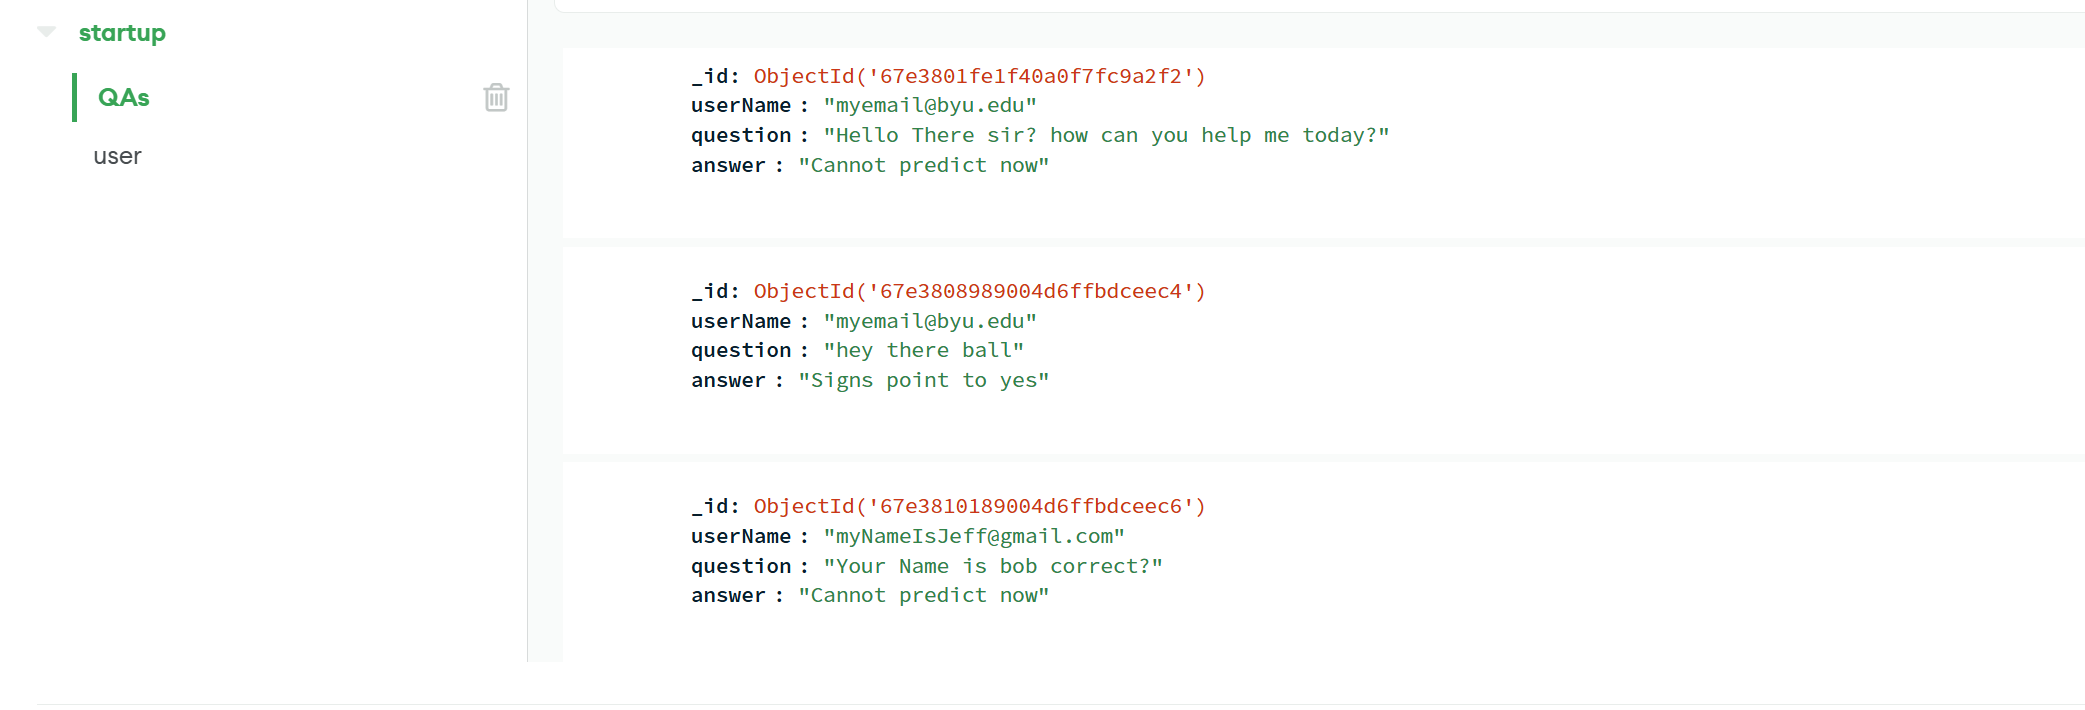 startup
QAs
user
_id: ObjectId('67e3801fe1f40a0f7fc9a2f2')
userName : "myemail@byu.edu"
question : "Hello There sir? how can you help me today?"
answer : "Cannot predict now"
_id: ObjectId('67e3808989004d6ffbdceec4')
userName : "myemail@byu.edu"
question : "hey there ball"
answer : "Signs point to yes"
_id: ObjectId('67e3810189004d6ffbdceec6')
userName : "myNameIsJeff@gmail.com"
question : "Your Name is bob correct?"
answer : "Cannot predict now"